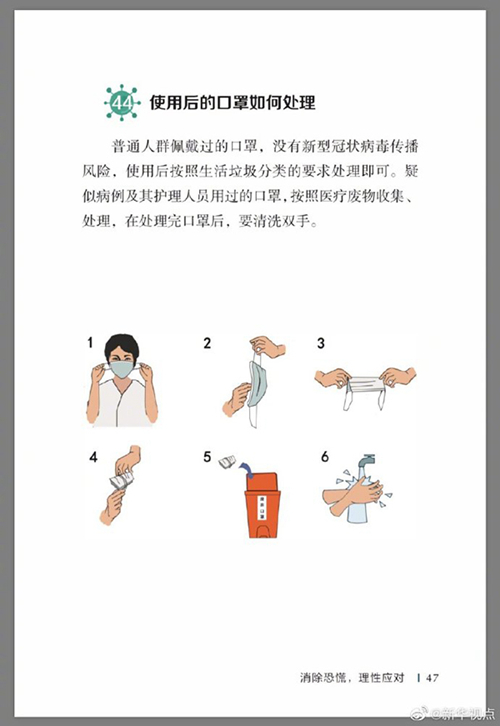 44 使用后的口罩如何处理
普通人群佩戴过的口罩，没有新型冠状病毒传播
风险，使用后按照生活垃圾分类的要求处理即可。疑
似病例及其护理人员用过的口罩，按照医疗废物收集、
处理，在处理完口罩后，要清洗双手。
1
2
3
4
5
6
消除恐慌，理性应对 | 47
@新华视点